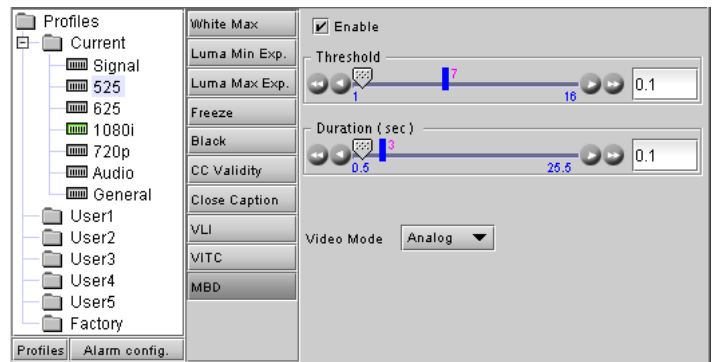 Profiles
Current
Signal
525
625
1080i
720p
Audio
General
User1
User2
User3
User4
User5
Factory
Profiles
Alarm config.
White Max
Luma Min Exp.
Luma Max Exp.
Freeze
Black
CC Validity
Close Caption
VLI
VITC
MBD
Enable
Threshold
7
1
16
0.1
Duration ( sec )
3
0.5
25.5
0.1
Video Mode
Analog